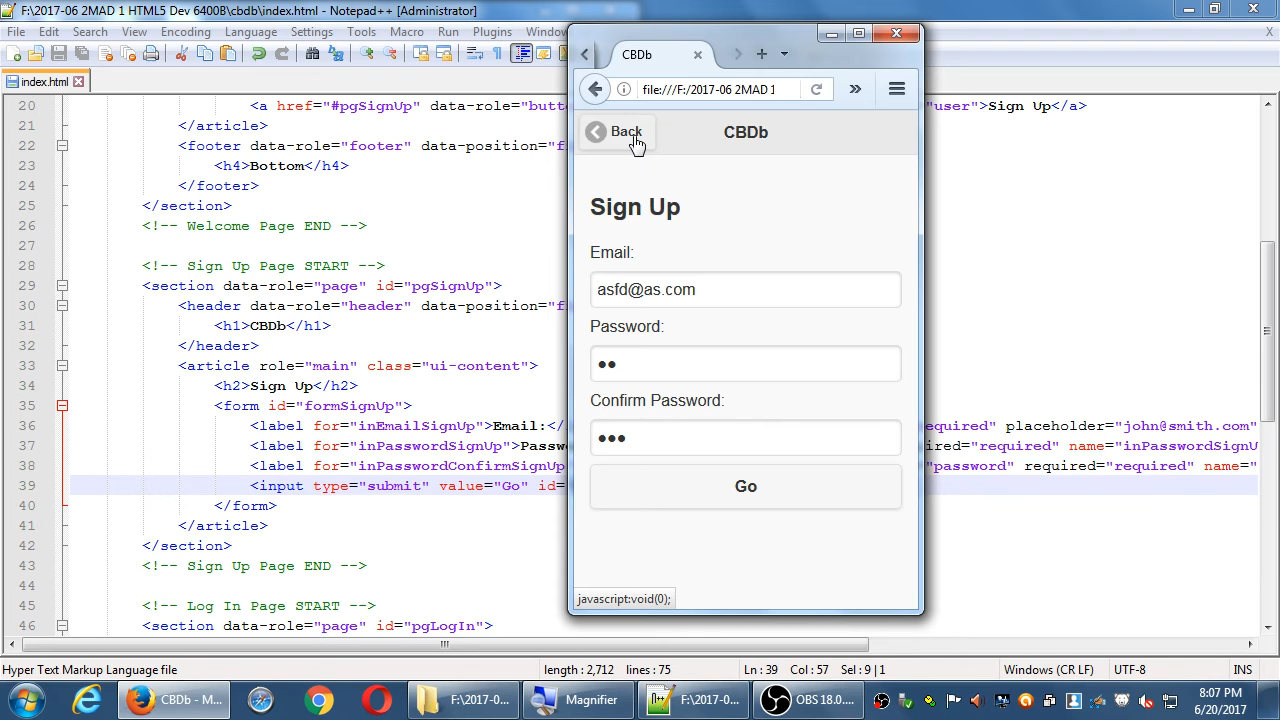 F:\2017-06 2MAD 1 HTML5 Dev 6400B\cbdb\index.html - Notepad++ [Administrator]
File Edit Search View Encoding Language Settings Tools Macro Run Plugins Window
X
index.html
20 <a href="#pgSignUp" data-role="butt "user">Sign Up</a>
21 </article>
22 <footer data-role="footer" data-position="f
23 <h4>Bottom</h4>
24 </footer>
25 </section>
26 <!-- Welcome Page END -->
27
28 <!-- Sign Up Page START -->
29 <section data-role="page" id="pgSignUp">
30 <header data-role="header" data-position="f
31 <h1>CBDb</h1>
32 </header>
33 <article role="main" class="ui-content">
34 <h2>Sign Up</h2>
35 <form id="formSignUp">
36 <label for="inEmailSignUp">Email:</ equired" placeholder="john@smith.com"
37 <label for="inPasswordSignUp">Passw ired="required" name="inPasswordSignU
38 <label for="inPasswordConfirmSignUp "password" required="required" name="
39 <input type="submit" value="Go" id=
40 </form>
41 </article>
42 </section>
43 <!-- Sign Up Page END -->
44
45 <!-- Log In Page START -->
46 <section data-role="page" id="pgLogIn">
CBDb
file:///F:/2017-06 2MAD 1
Back
CBDb
Sign Up
Email:
asfd@as.com
Password:
••
Confirm Password:
•••
Go
javascript:void(0);
Hyper Text Markup Language file length : 2,712 lines : 75 Ln : 39 Col : 57 Sel : 9 | 1 Windows (CR LF) UTF-8 INS
CBDb - M... F:\2017-0... Magnifier F:\2017-0... OBS 18.0....
8:07 PM
6/20/2017